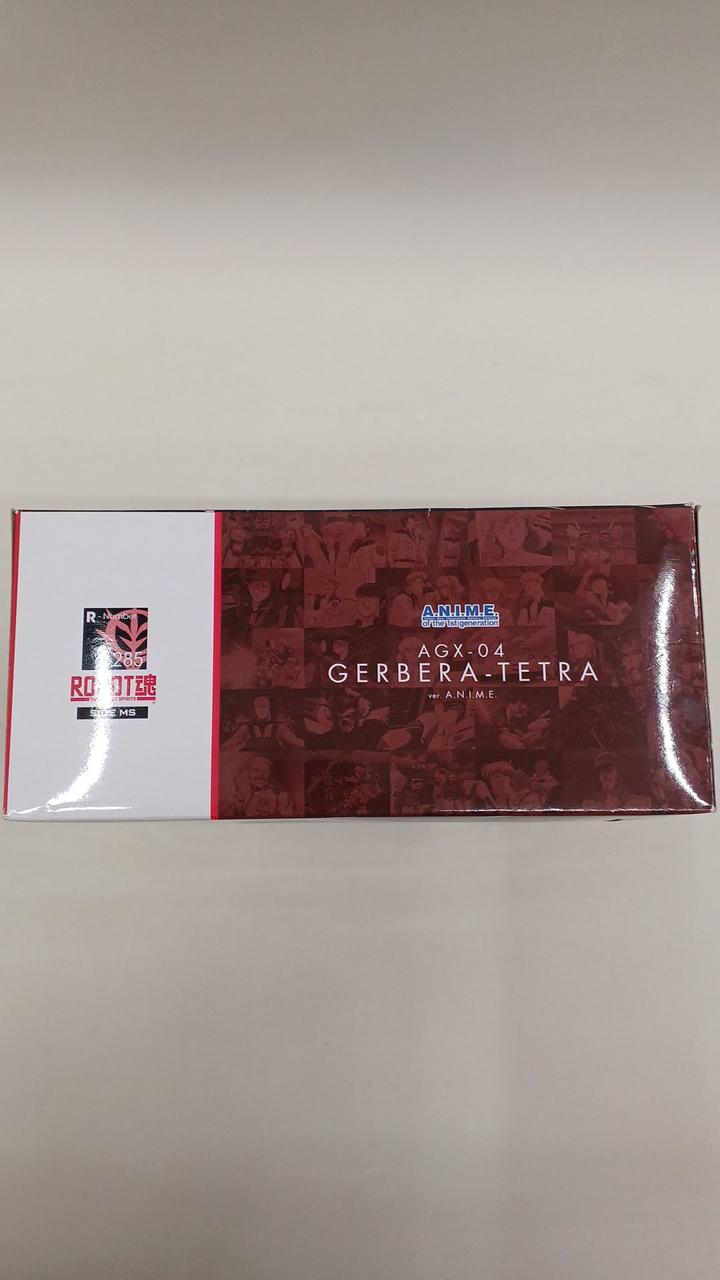 R-Number
285
ROBOT魂
SIDE MS
A.N.I.M.E.
of the 1st generation
AGX-04
GERBERA-TETRA
ver. A.N.I.M.E.